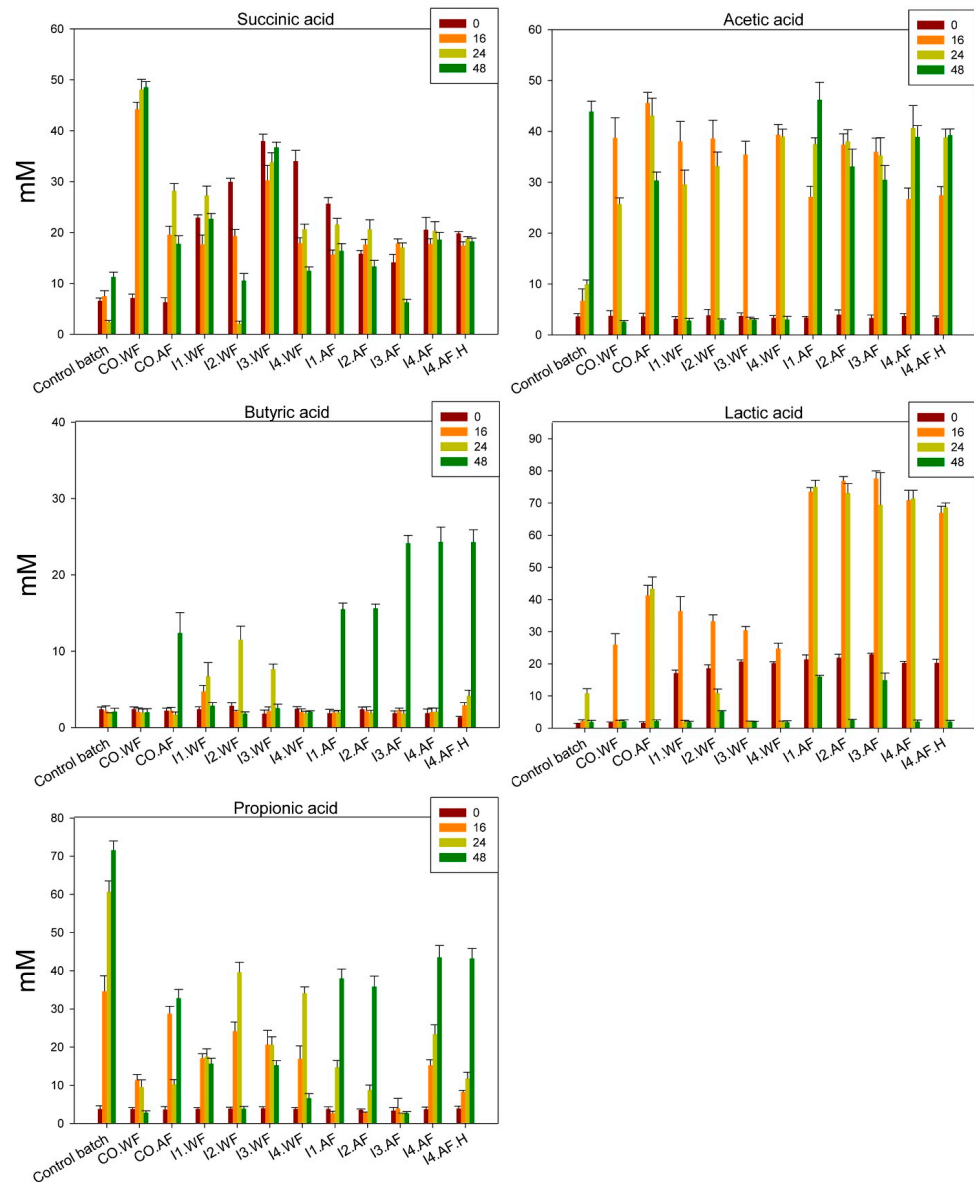 Succinic acid
mM
60
50
40
30
20
10
0
0
16
24
48
Control batch
CO.WF
CO.AF
I1.WF
I2.WF
I3.WF
I4.WF
I1.AF
I2.AF
I3.AF
I4.AF
I4.AF.H
Acetic acid
60
50
40
30
20
10
0
0
16
24
48
Control batch
CO.WF
CO.AF
I1.WF
I2.WF
I3.WF
I4.WF
I1.AF
I2.AF
I3.AF
I4.AF
I4.AF.H
Butyric acid
mM
40
30
20
10
0
0
16
24
48
Control batch
CO.WF
CO.AF
I1.WF
I2.WF
I3.WF
I4.WF
I1.AF
I2.AF
I3.AF
I4.AF
I4.AF.H
Lactic acid
90
80
70
60
50
40
30
20
10
0
0
16
24
48
Control batch
CO.WF
CO.AF
I1.WF
I2.WF
I3.WF
I4.WF
I1.AF
I2.AF
I3.AF
I4.AF
I4.AF.H
Propionic acid
mM
80
70
60
50
40
30
20
10
0
0
16
24
48
Control batch
CO.WF
CO.AF
I1.WF
I2.WF
I3.WF
I4.WF
I1.AF
I2.AF
I3.AF
I4.AF
I4.AF.H